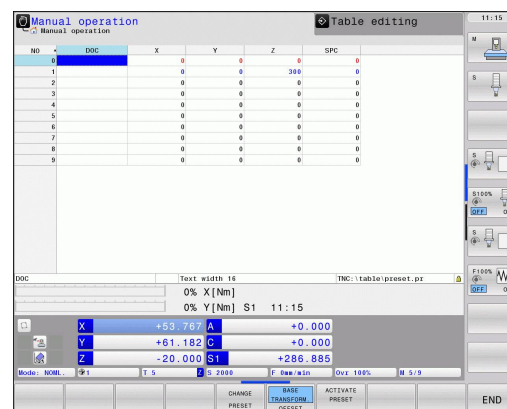 Manual operation
Manual operation
Table editing
11:15
NO DOC X Y Z SPC
0 0 0 0 0
1 0 0 300 0
2 0 0 0 0
3 0 0 0 0
4 0 0 0 0
5 0 0 0 0
6 0 0 0 0
7 0 0 0 0
8 0 0 0 0
9 0 0 0 0
M
S
S
S100%
OFF
S
F100%
OFF
DOC Text width 16 TNC:\table\preset.pr
0% X[Nm]
0% Y[Nm] S1 11:15
X +53.767 A +0.000
Y +61.182 C +0.000
Z -20.000 S1 +286.885
Mode: NOML. 1 T 5 Z S 2000 F 0mm/min Ovr 100% M 5/9
CHANGE PRESET
BASE TRANSFORM. OFFSET
ACTIVATE PRESET
END